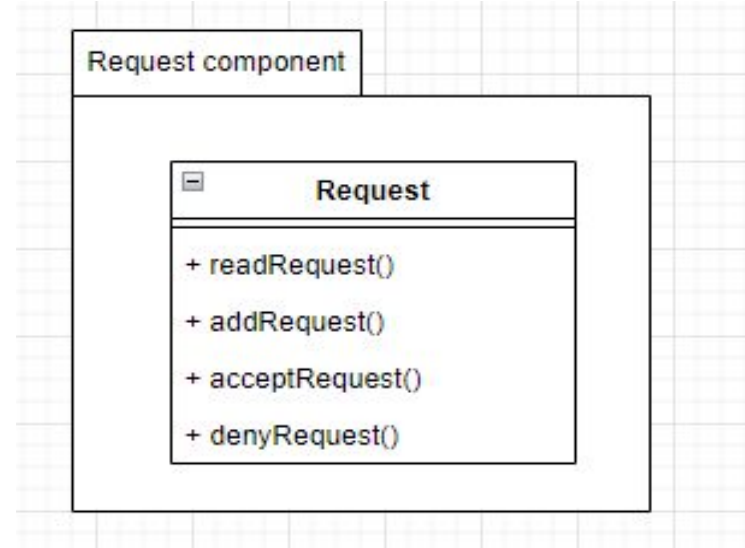 Request component
Request
+ readRequest()
+ addRequest()
+ acceptRequest()
+ denyRequest()